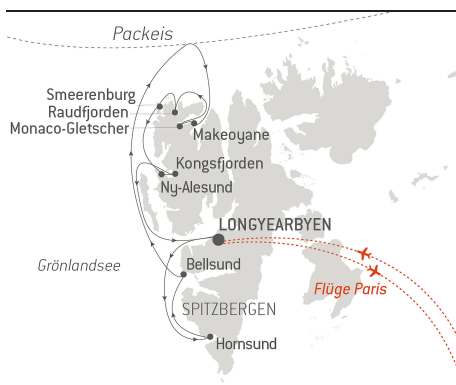 Packeis
Smeerenburg
Raudfjorden
Monaco-Gletscher
Makeoyane
Kongsfjorden
Ny-Alesund
LONGYEARBYEN
Bellsund
Grönlandsee
Flüge Paris
SPITZBERGEN
Hornsund